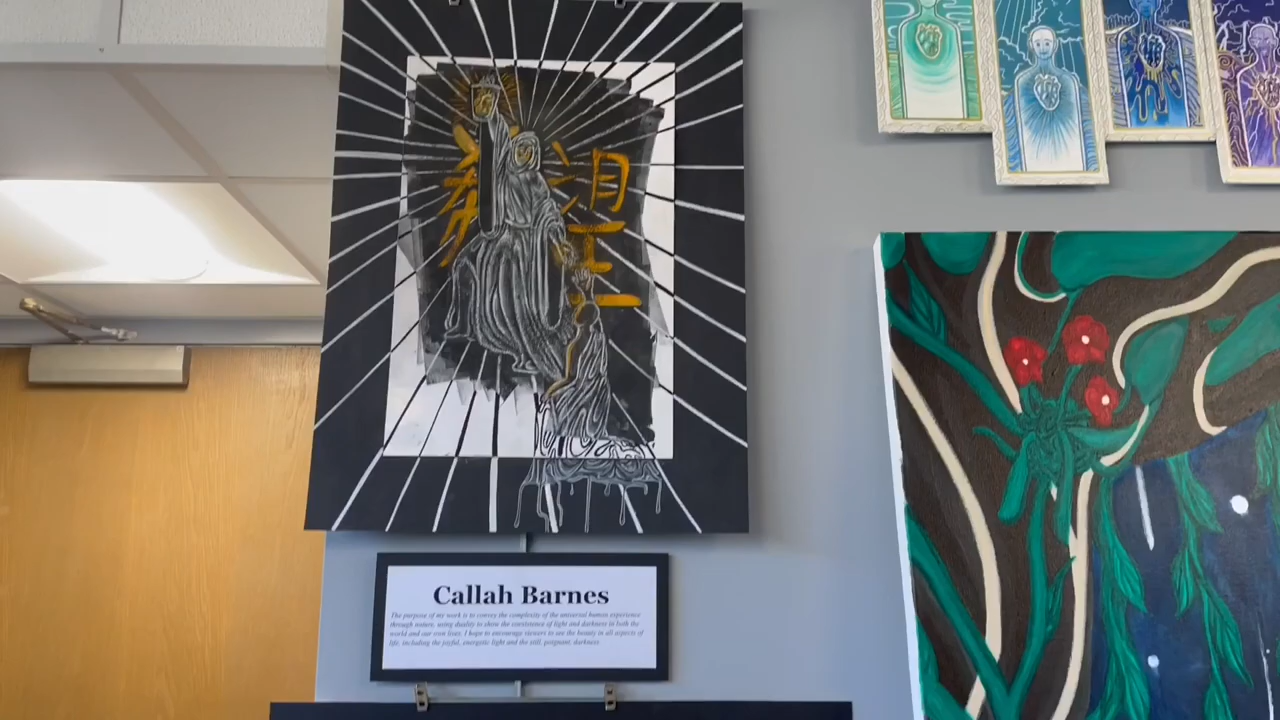 希望
Callah Barnes
The purpose of my work is to convey the complexity of the universal human experience
through nature, using duality to show the coexistence of light and darkness in both the
world and our own lives. I hope to encourage viewers to see the beauty in all aspects of
life, including the joyful, energetic light and the still, poignant, darkness